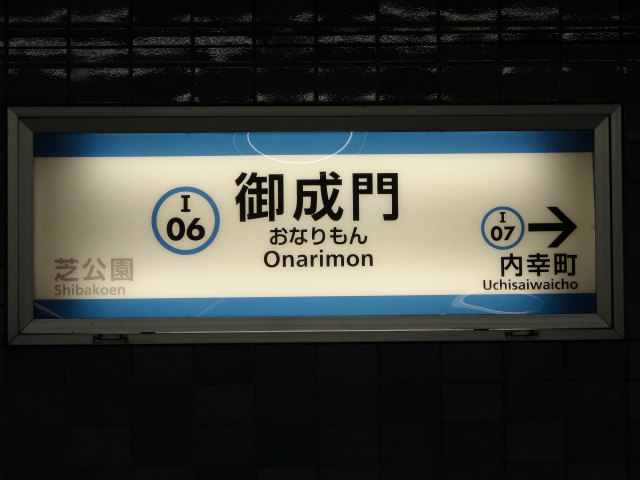 I
06
御成門
おなりもん
Onarimon
芝公園
Shibakoen
I
07
内幸町
Uchisaiwaicho